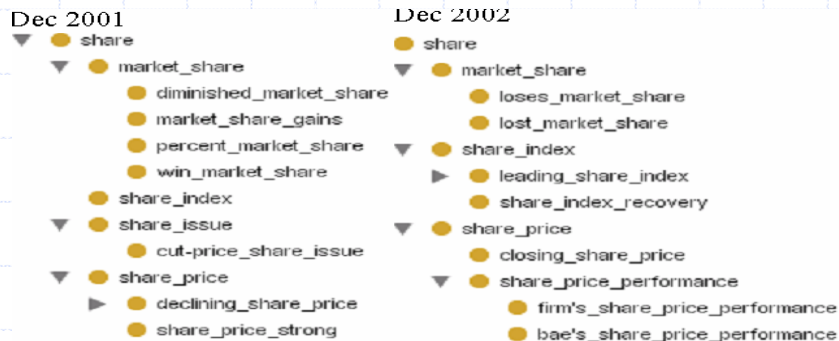 Dec 2001
share
market_share
diminished_market_share
market_share_gains
percent_market_share
win_market_share
share_index
share_issue
cut-price_share_issue
share_price
declining_share_price
share_price_strong
Dec 2002
share
market_share
loses_market_share
lost_market_share
share_index
leading_share_index
share_index_recovery
share_price
closing_share_price
share_price_performance
firm's_share_price_performance
bae's_share_price_performance